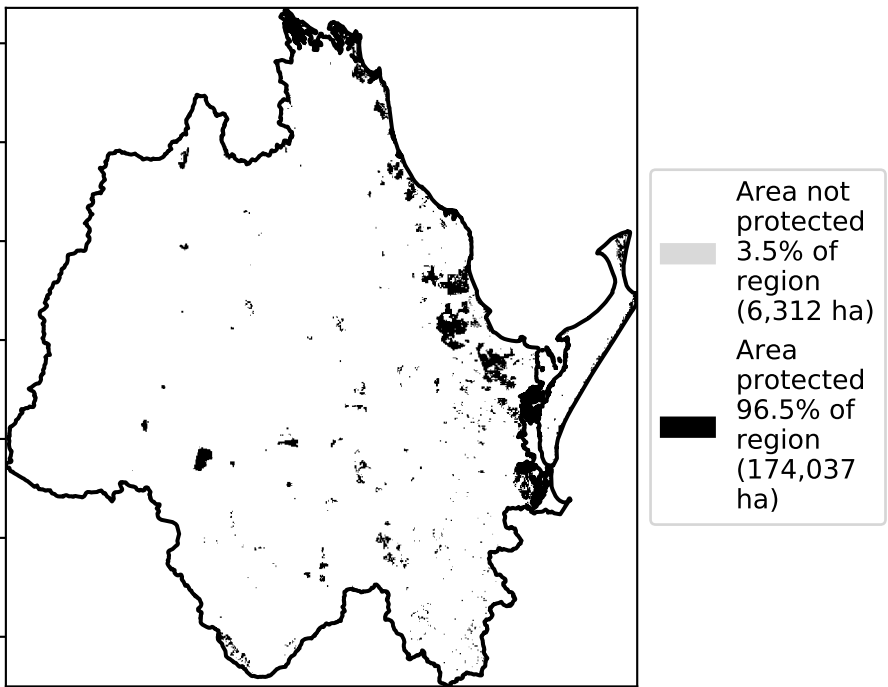 Area not
protected
3.5% of
region
(6,312 ha)
Area
protected
96.5% of
region
(174,037
ha)